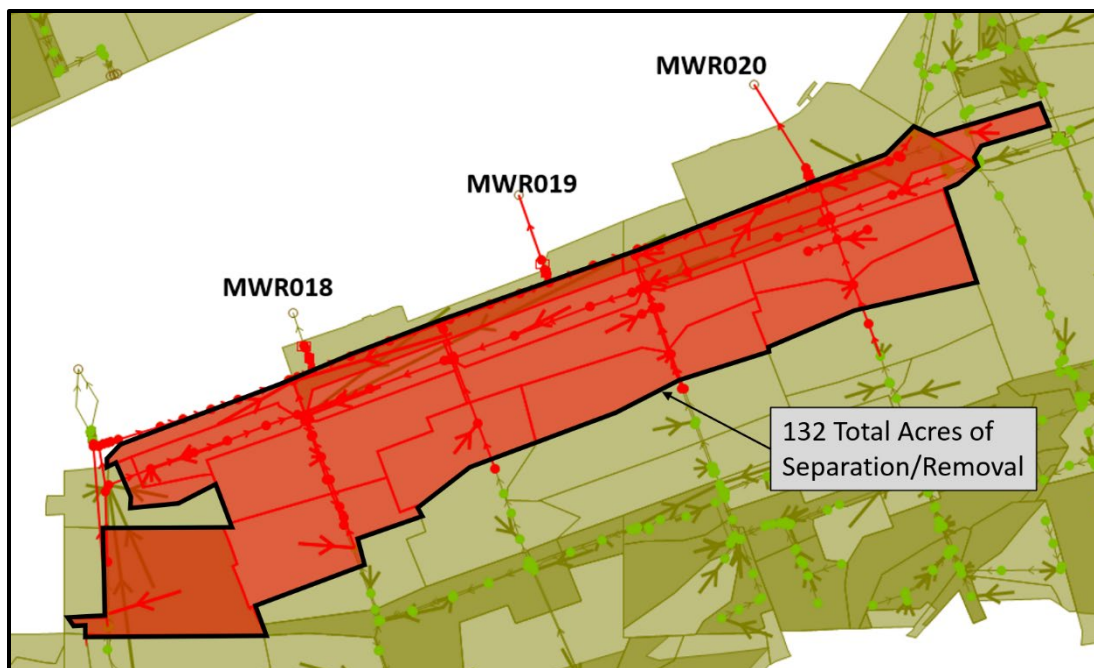 MWR020
MWR019
MWR018
132 Total Acres of
Separation/Removal